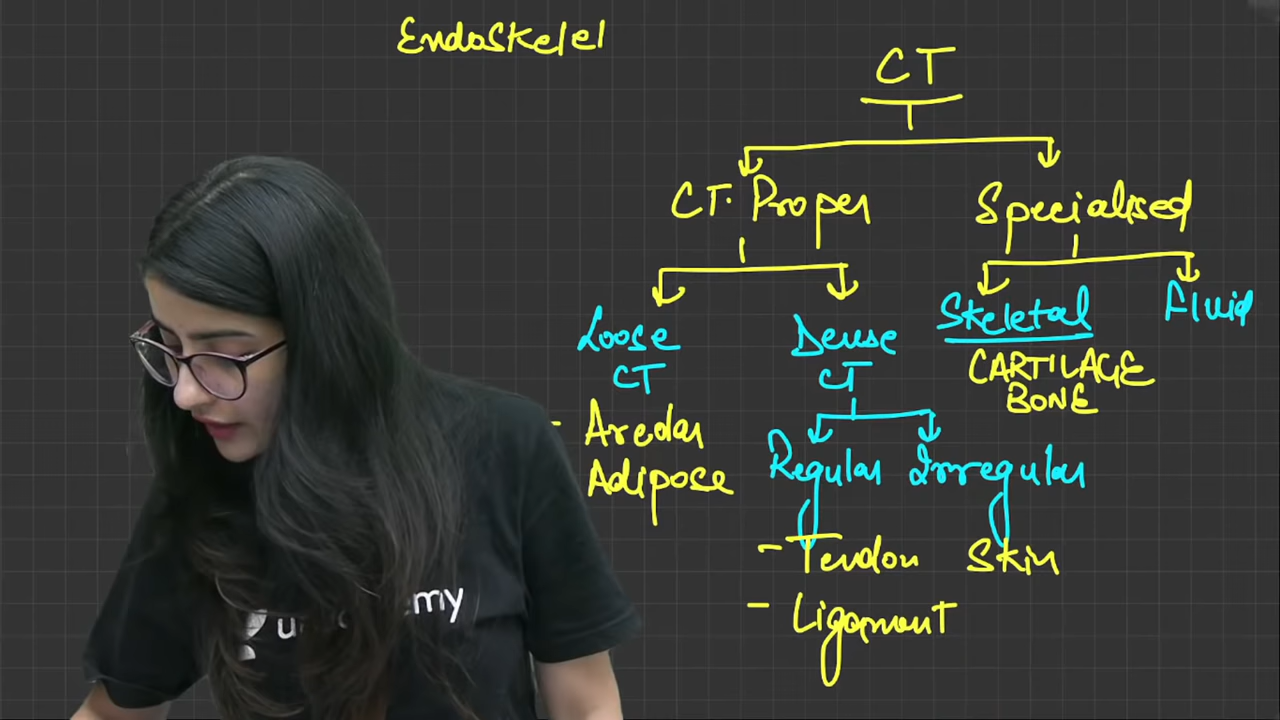 Endoskelel
CT
CT. Proper Specialised
Loose CT
Dense CT
Skeletal
Fluid
CARTILAGE
BONE
- Areolar
Adipose
Regular Irregular
- Tendon Skin
- Ligament